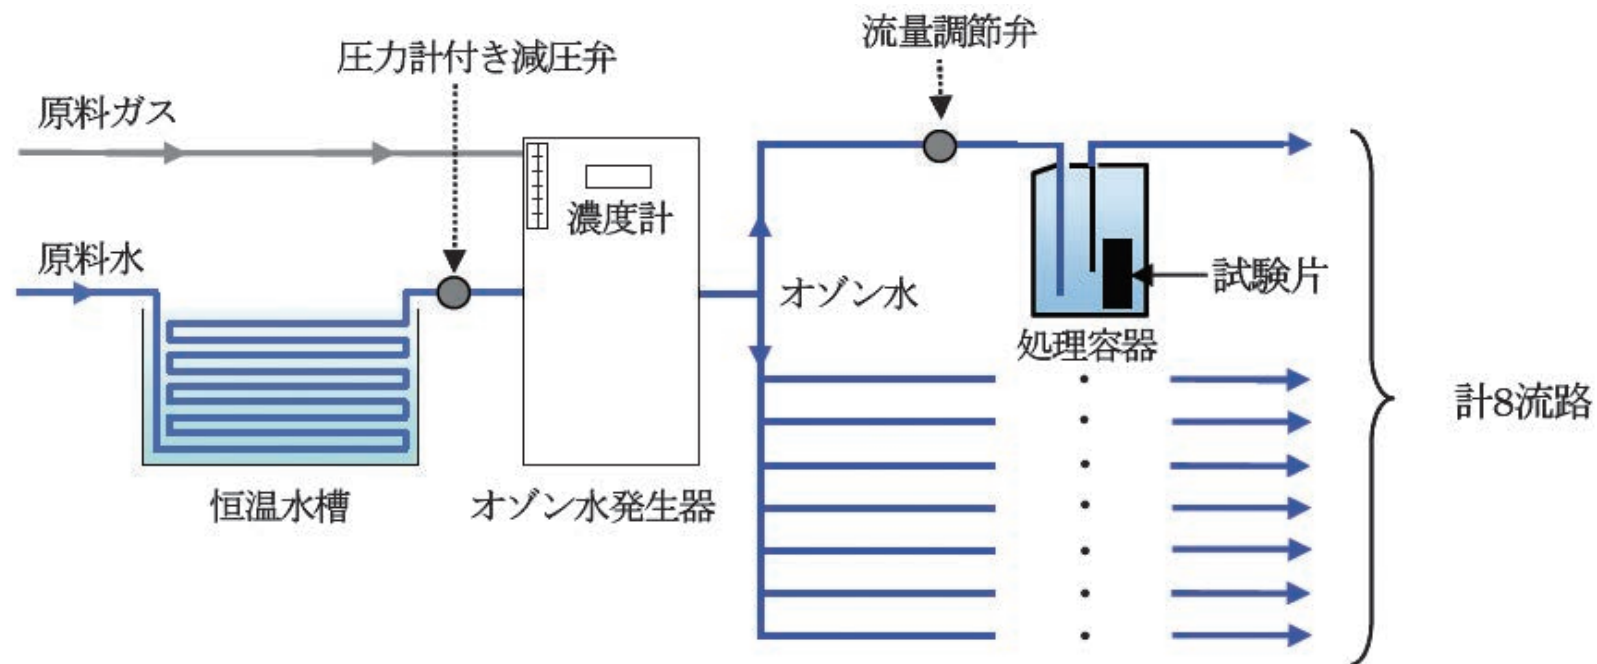 流量調節弁
圧力計付き減圧弁
原料ガス
濃度計
原料水
オゾン水
試験片
処理容器
計8流路
恒温水槽
オゾン水発生器